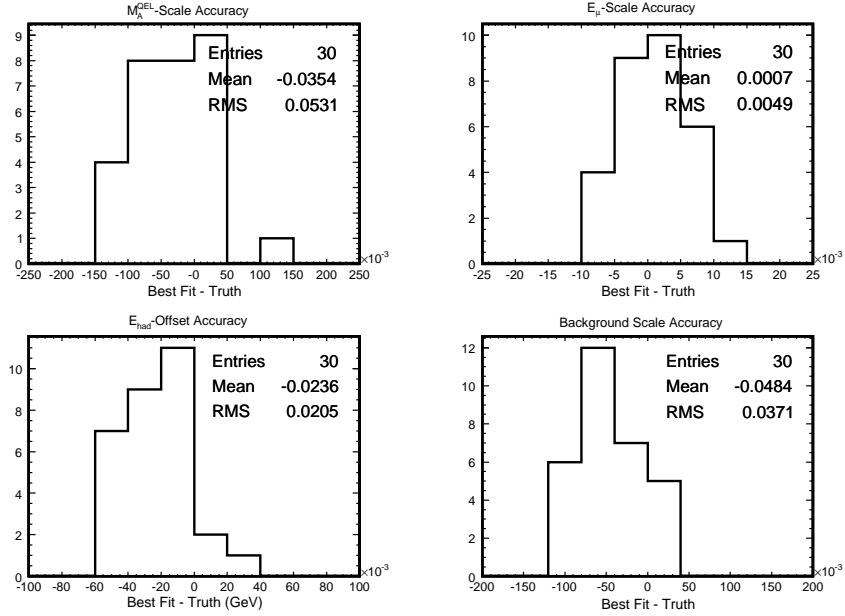 M_A^QEL-Scale Accuracy
Entries 30
Mean -0.0354
RMS 0.0531
9
8
7
6
5
4
3
2
1
0
-250 -200 -150 -100 -50 -0 50 100 150 200 250
×10^-3
Best Fit - Truth
E_μ-Scale Accuracy
Entries 30
Mean 0.0007
RMS 0.0049
10
8
6
4
2
0
-25 -20 -15 -10 -5 0 5 10 15 20 25
×10^-3
Best Fit - Truth
E_had-Offset Accuracy
Entries 30
Mean -0.0236
RMS 0.0205
10
8
6
4
2
0
-100 -80 -60 -40 -20 0 20 40 60 80 100
×10^-3
Best Fit - Truth (GeV)
Background Scale Accuracy
Entries 30
Mean -0.0484
RMS 0.0371
12
10
8
6
4
2
0
-200 -150 -100 -50 0 50 100 150 200
×10^-3
Best Fit - Truth